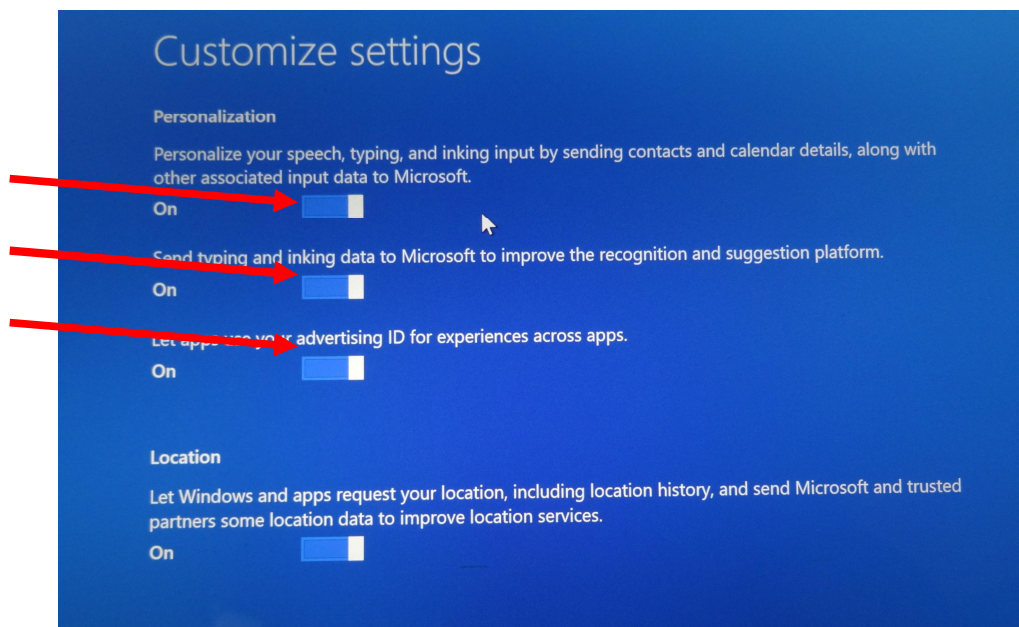 Customize settings
Personalization
Personalize your speech, typing, and inking input by sending contacts and calendar details, along with
other associated input data to Microsoft.
On
Send typing and inking data to Microsoft to improve the recognition and suggestion platform.
On
Let apps use your advertising ID for experiences across apps.
On
Location
Let Windows and apps request your location, including location history, and send Microsoft and trusted
partners some location data to improve location services.
On